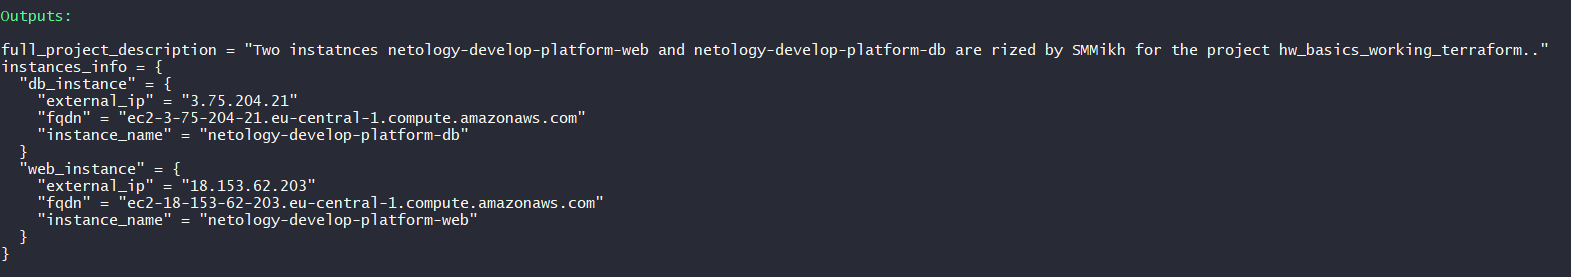 Outputs:
full_project_description = "Two instatnces netology-develop-platform-web and netology-develop-platform-db are rized by SMMikh for the project hw_basics_working_terraform.."
instances_info = {
  "db_instance" = {
    "external_ip" = "3.75.204.21"
    "fqdn" = "ec2-3-75-204-21.eu-central-1.compute.amazonaws.com"
    "instance_name" = "netology-develop-platform-db"
  }
  "web_instance" = {
    "external_ip" = "18.153.62.203"
    "fqdn" = "ec2-18-153-62-203.eu-central-1.compute.amazonaws.com"
    "instance_name" = "netology-develop-platform-web"
  }
}